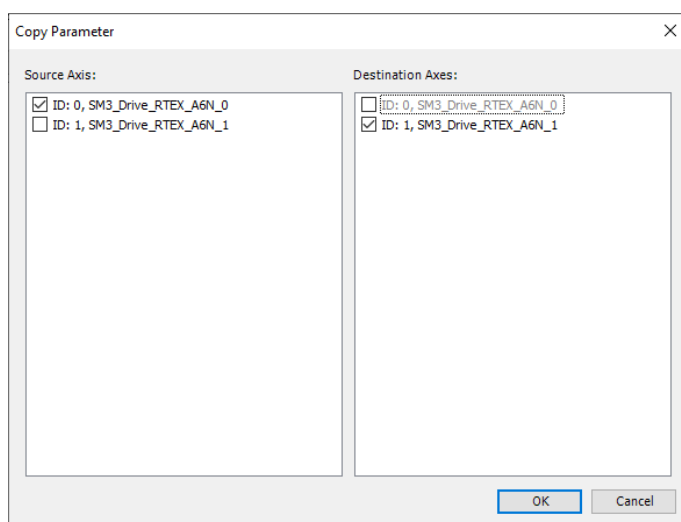 Copy Parameter
Source Axis:
ID: 0, SM3_Drive_RTEX_A6N_0
ID: 1, SM3_Drive_RTEX_A6N_1
Destination Axes:
ID: 0, SM3_Drive_RTEX_A6N_0
ID: 1, SM3_Drive_RTEX_A6N_1
OK
Cancel